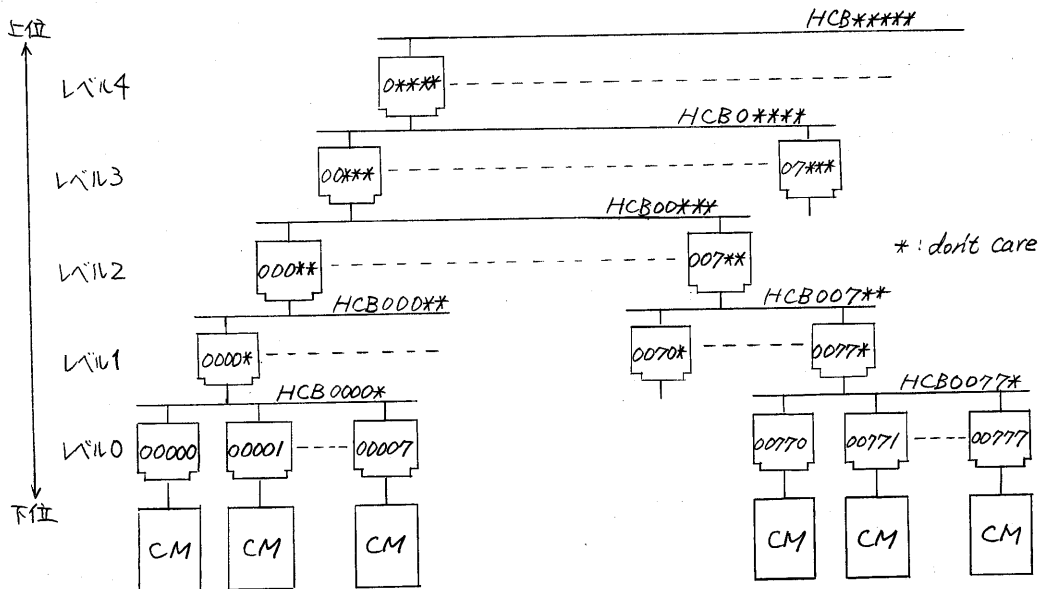 HCB*****
上位
レベル4
0****
HCB0****
レベル3
00***
07***
HCB00***
レベル2
000**
007**
*: don't care
HCB000**
HCB007**
レベル1
0000*
0070*
0077*
HCB0000*
HCB0077*
レベル0
00000
00001
00007
00770
00771
00777
下位
CM
CM
CM
CM
CM
CM